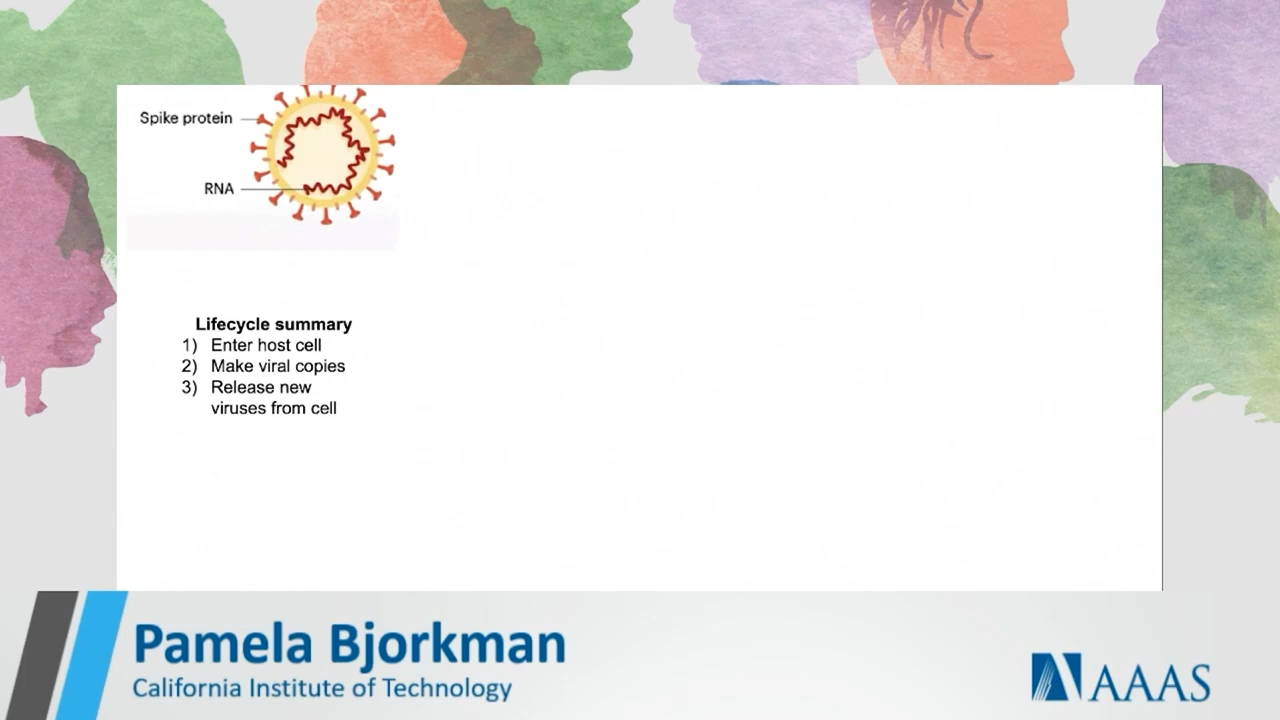 Spike protein
RNA
Lifecycle summary
1) Enter host cell
2) Make viral copies
3) Release new
viruses from cell
Pamela Bjorkman
California Institute of Technology
AAAS